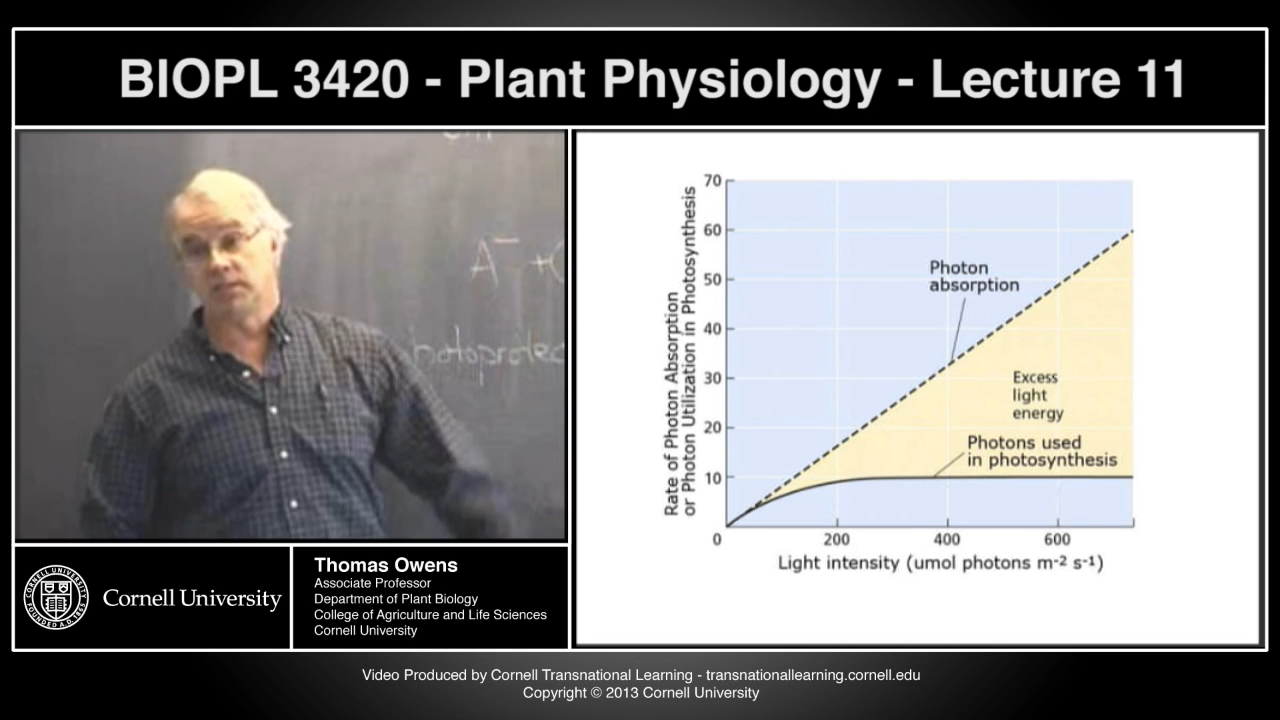 BIOPL 3420 - Plant Physiology - Lecture 11
A⁻ +
Cornell University
CORNELL UNIVERSITY
FOUNDED A.D.
Thomas Owens
Associate Professor
Department of Plant Biology
College of Agriculture and Life Sciences
Cornell University
Rate of Photon Absorption
or Photon Utilization in Photosynthesis
70
60
50
40
30
20
10
0
200
400
600
Photon
absorption
Excess
light
energy
Photons used
in photosynthesis
Light intensity (umol photons m-2 s-1)
Video Produced by Cornell Transnational Learning - transnationallearning.cornell.edu
Copyright © 2013 Cornell University